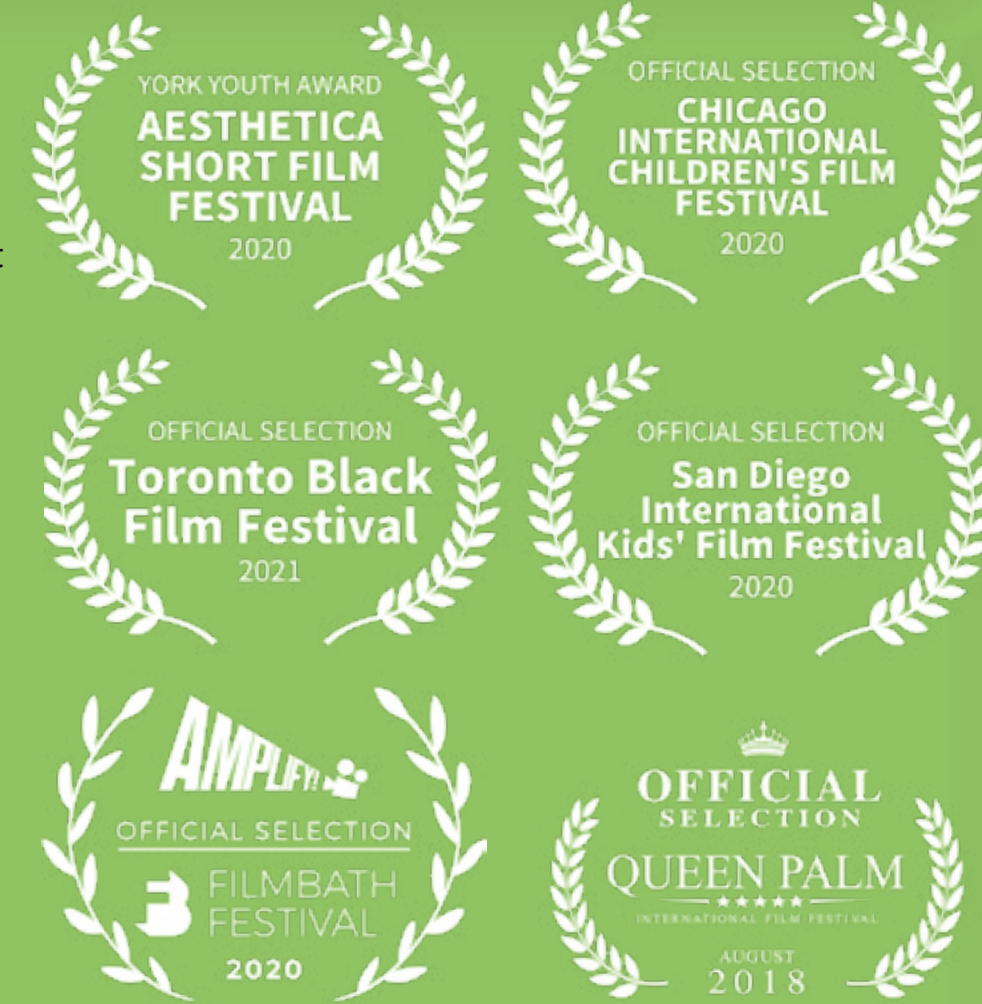 YORK YOUTH AWARD
AESTHETICA
SHORT FILM
FESTIVAL
2020
OFFICIAL SELECTION
CHICAGO
INTERNATIONAL
CHILDREN'S FILM
FESTIVAL
2020
OFFICIAL SELECTION
Toronto Black
Film Festival
2021
OFFICIAL SELECTION
San Diego
International
Kids' Film Festival
2020
AMPLIFY!
OFFICIAL SELECTION
FILMBATH
FESTIVAL
2020
OFFICIAL
SELECTION
QUEEN PALM
INTERNATIONAL FILM FESTIVAL
AUGUST
2018